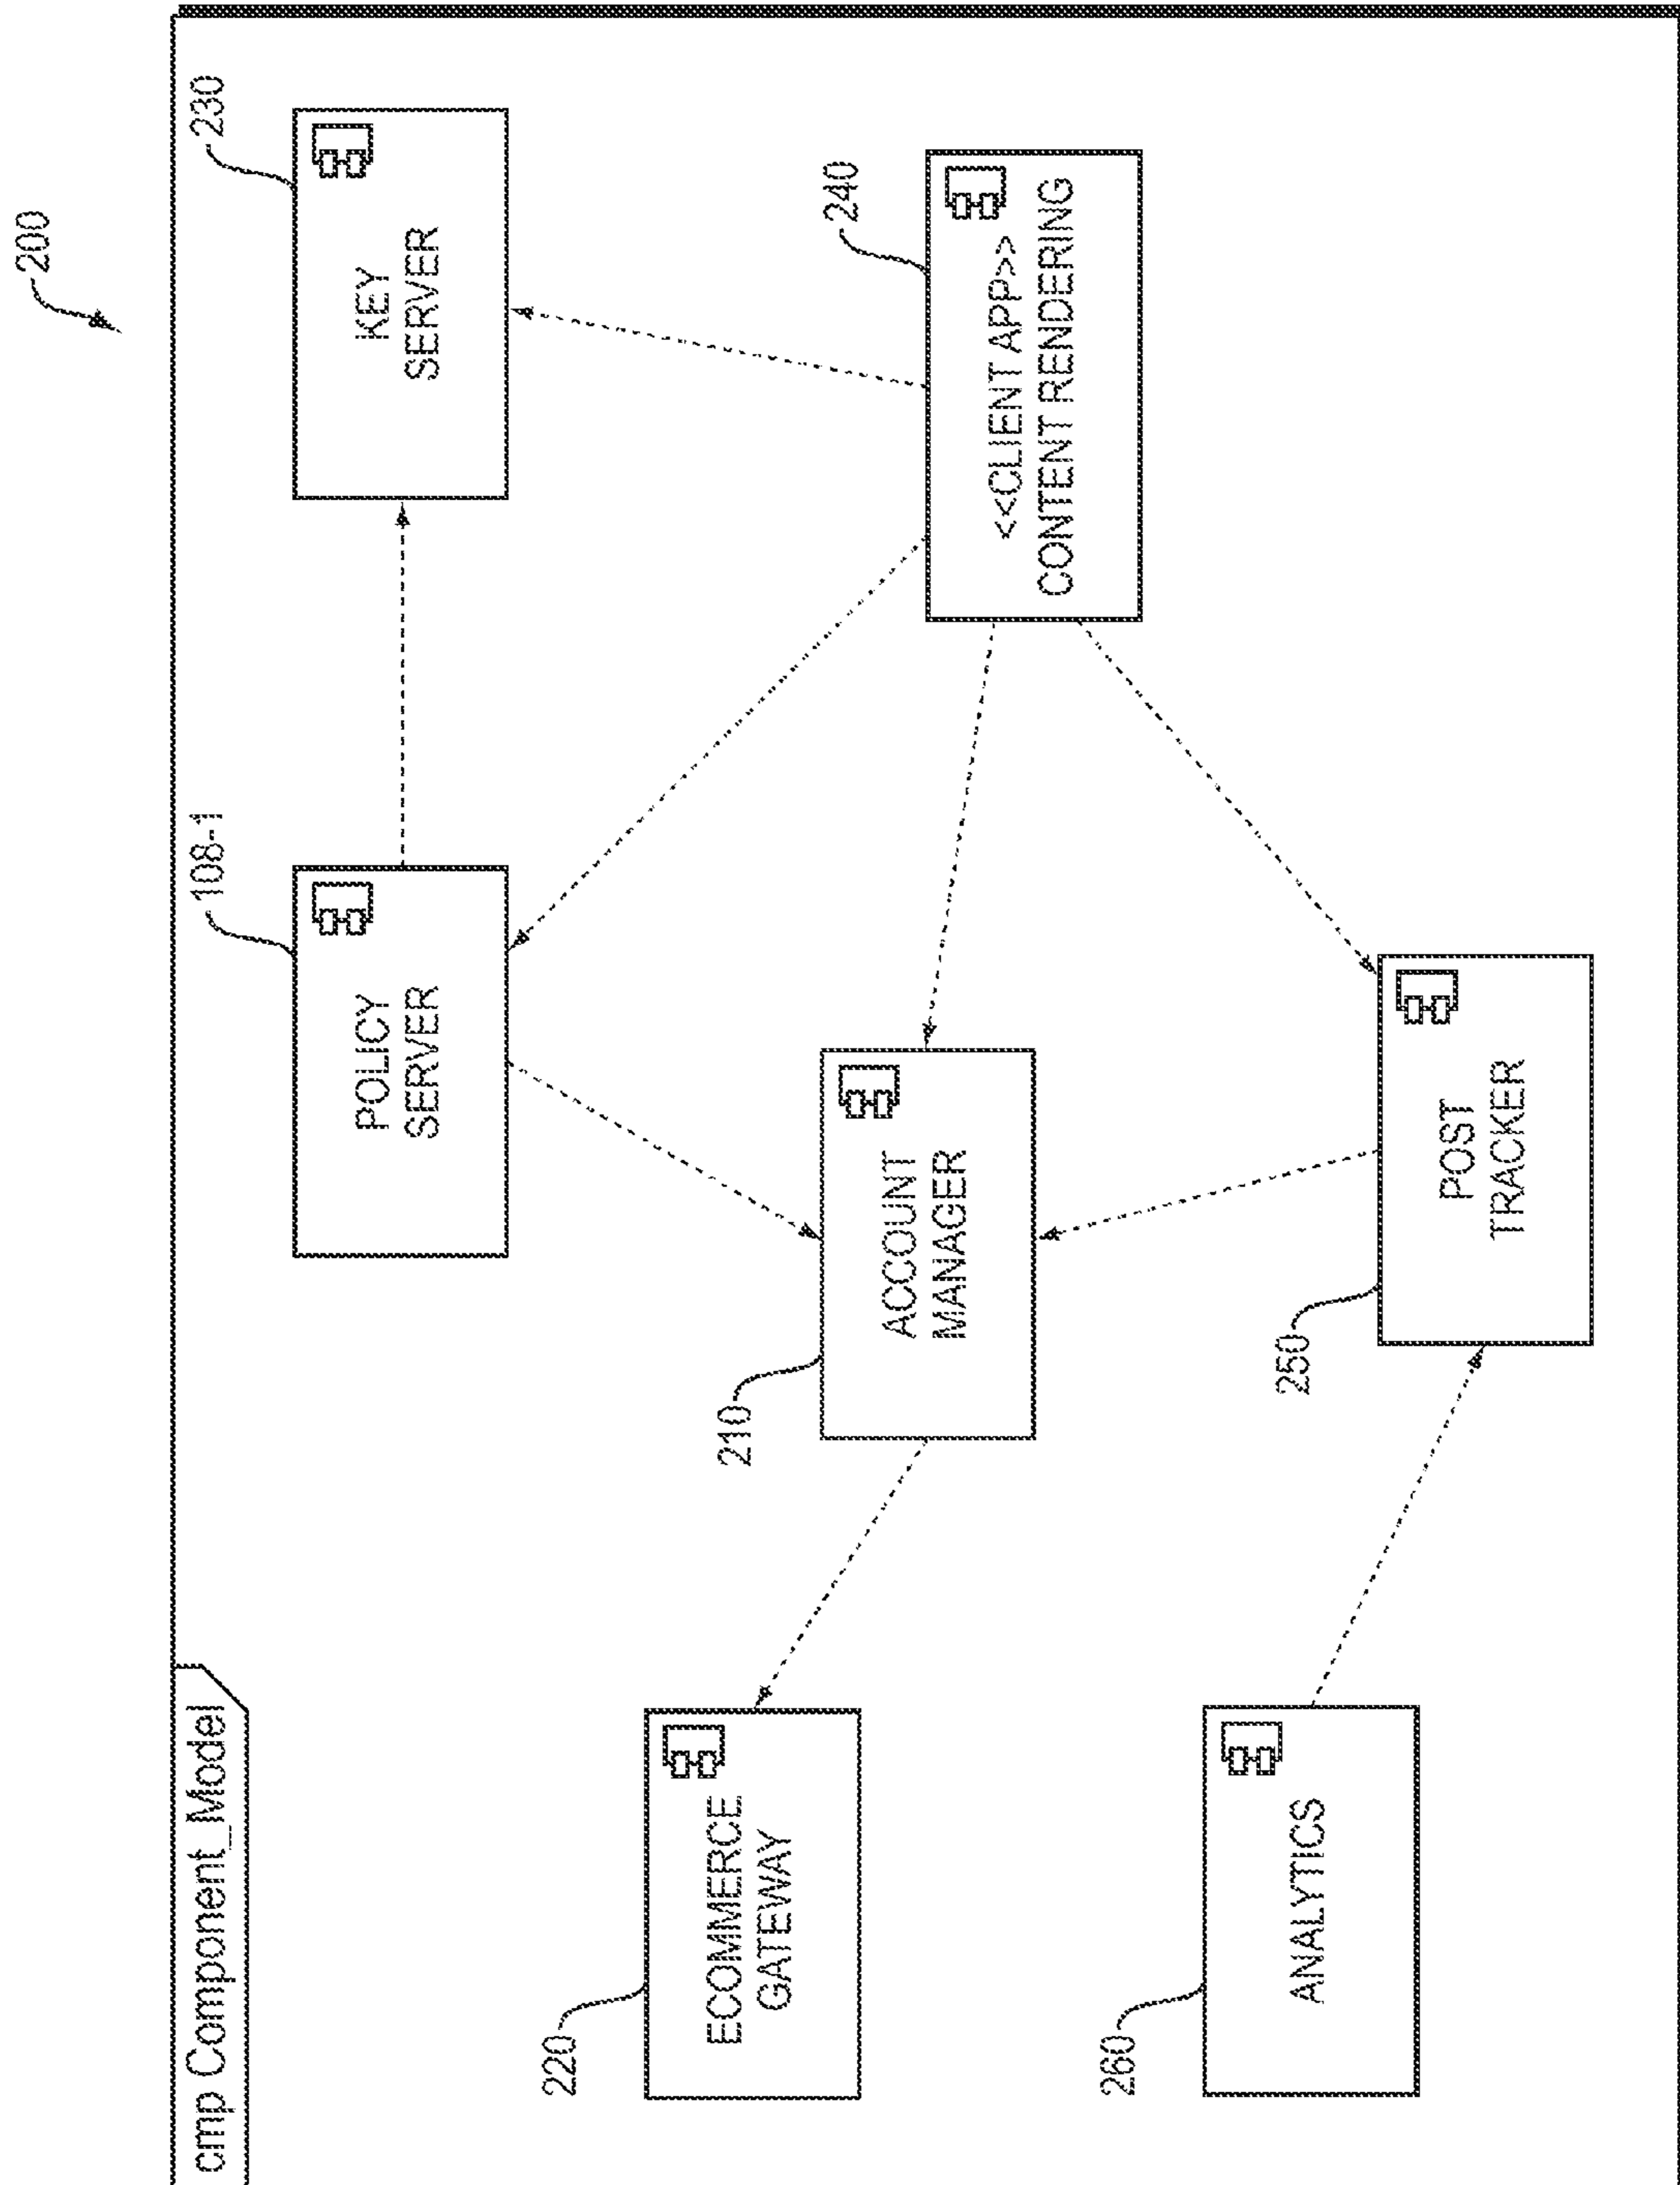 200
cmp Component_Model
108-1
POLICY
SERVER
230
KEY
SERVER
220
ECOMMERCE
GATEWAY
210
ACCOUNT
MANAGER
240
<<CLIENT APP>>
CONTENT RENDERING
260
ANALYTICS
250
POST
TRACKER